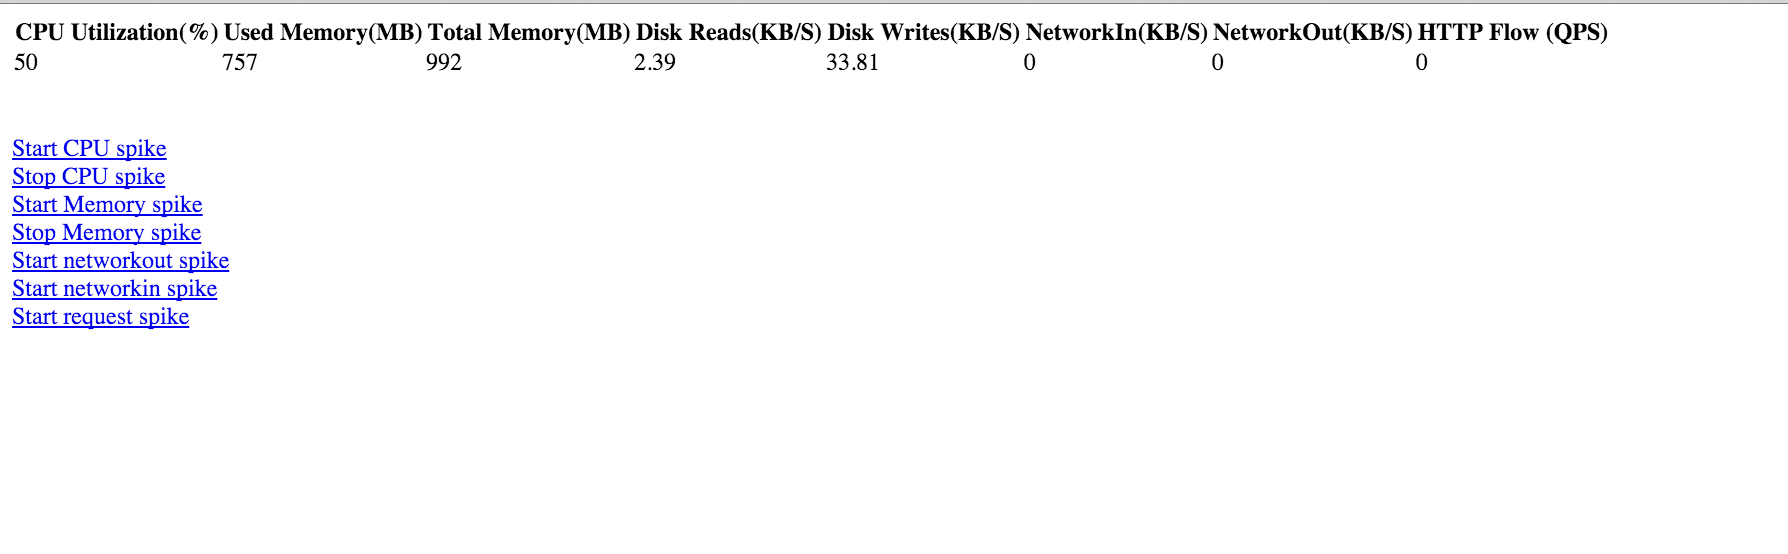 CPU Utilization(%) Used Memory(MB) Total Memory(MB) Disk Reads(KB/S) Disk Writes(KB/S) NetworkIn(KB/S) NetworkOut(KB/S) HTTP Flow (QPS)
50 757 992 2.39 33.81 0 0 0
Start CPU spike
Stop CPU spike
Start Memory spike
Stop Memory spike
Start networkout spike
Start networkin spike
Start request spike